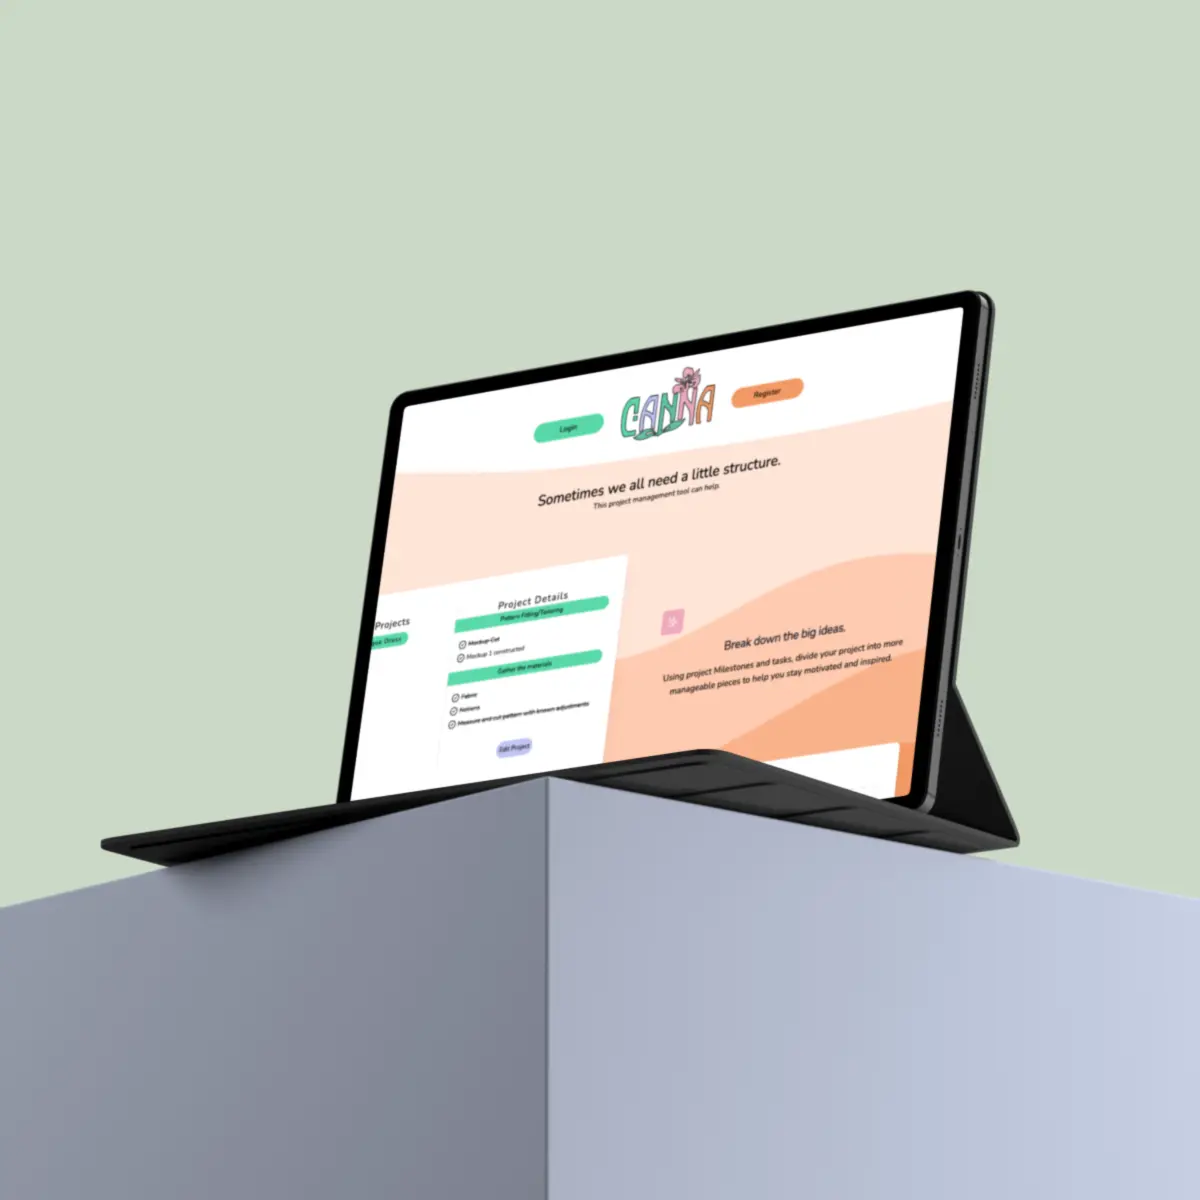 Login
CANNA
Register
Sometimes we all need a little structure.
This project management tool can help.
Projects
Dress
Project Details
Pattern Fitting/Tailoring
Mockup Cut
Mockup 1 constructed
Gather the materials
Fabric
Notions
Measure and cut pattern with known adjustments
Edit Project
Break down the big ideas.
Using project Milestones and tasks, divide your project into more
manageable pieces to help you stay motivated and inspired.